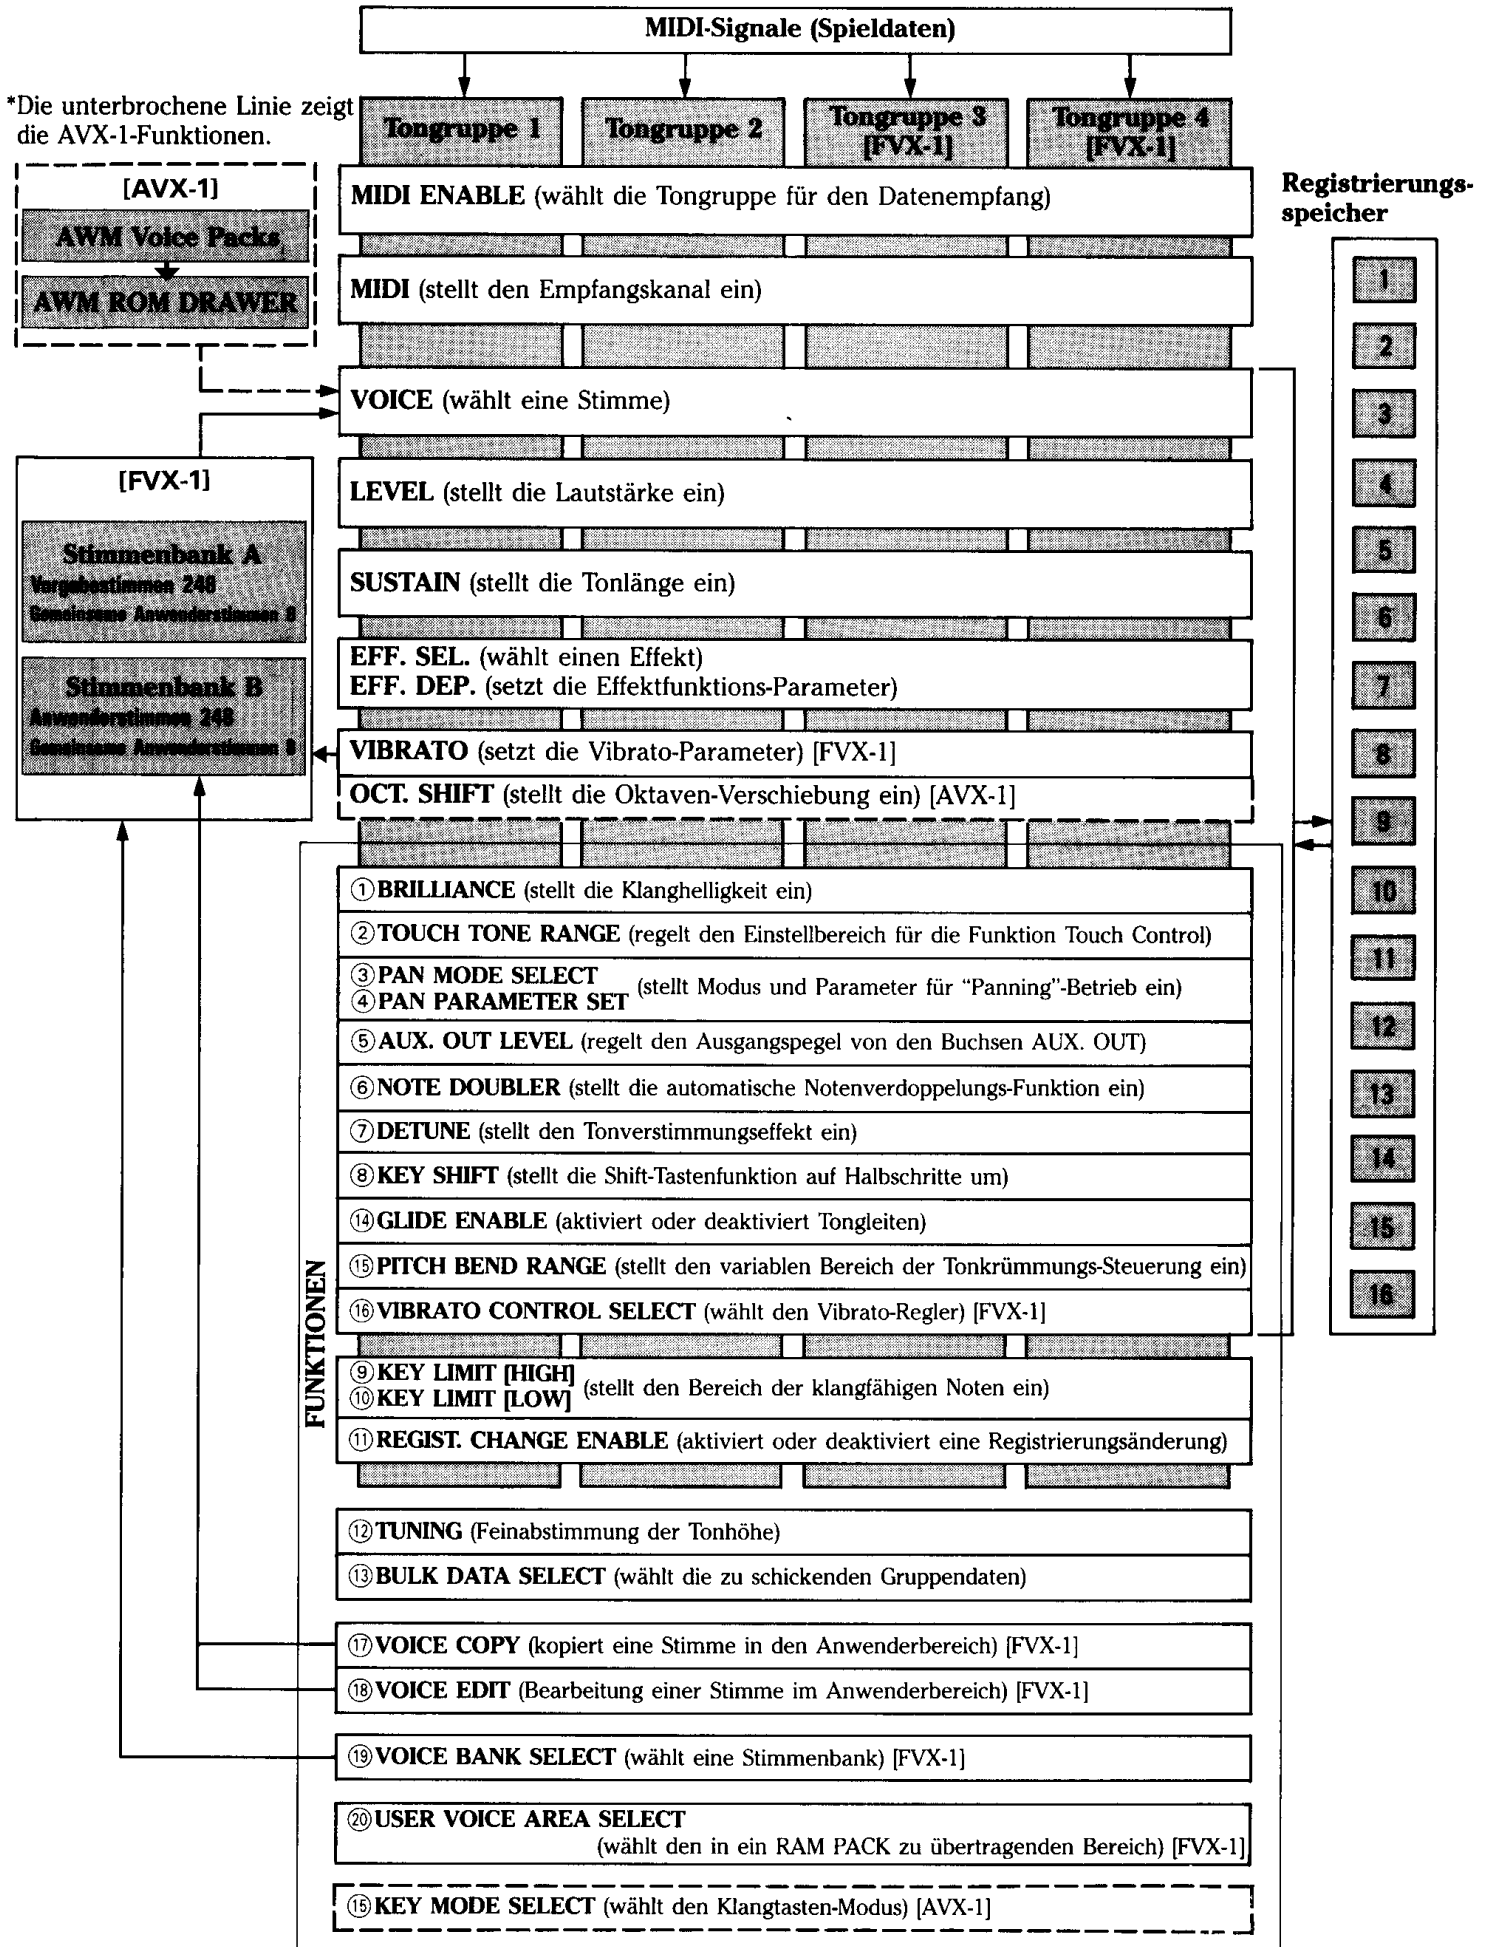 MIDI-Signale (Spieldaten)
*Die unterbrochene Linie zeigt
die AVX-1-Funktionen.
Tongruppe 1
Tongruppe 2
Tongruppe 3
[FVX-1]
Tongruppe 4
[FVX-1]
[AVX-1]
AWM Voice Packs
AWM ROM DRAWER
MIDI ENABLE (wählt die Tongruppe für den Datenempfang)
MIDI (stellt den Empfangskanal ein)
VOICE (wählt eine Stimme)
LEVEL (stellt die Lautstärke ein)
SUSTAIN (stellt die Tonlänge ein)
EFF. SEL. (wählt einen Effekt)
EFF. DEP. (setzt die Effektfunktions-Parameter)
VIBRATO (setzt die Vibrato-Parameter) [FVX-1]
OCT. SHIFT (stellt die Oktaven-Verschiebung ein) [AVX-1]
[FVX-1]
Stimmenbank A
Vorgabestimmen 248
Gemeinsame Anwenderstimmen 8
Stimmenbank B
Anwenderstimmen 248
Gemeinsame Anwenderstimmen 8
FUNKTIONEN
①BRILLIANCE (stellt die Klanghelligkeit ein)
②TOUCH TONE RANGE (regelt den Einstellbereich für die Funktion Touch Control)
③PAN MODE SELECT
④PAN PARAMETER SET
(stellt Modus und Parameter für “Panning”-Betrieb ein)
⑤AUX. OUT LEVEL (regelt den Ausgangspegel von den Buchsen AUX. OUT)
⑥NOTE DOUBLER (stellt die automatische Notenverdoppelungs-Funktion ein)
⑦DETUNE (stellt den Tonverstimmungseffekt ein)
⑧KEY SHIFT (stellt die Shift-Tastenfunktion auf Halbschritte um)
⑭GLIDE ENABLE (aktiviert oder deaktiviert Tongleiten)
⑮PITCH BEND RANGE (stellt den variablen Bereich der Tonkrümmungs-Steuerung ein)
⑯VIBRATO CONTROL SELECT (wählt den Vibrato-Regler) [FVX-1]
⑨KEY LIMIT [HIGH]
⑩KEY LIMIT [LOW]
(stellt den Bereich der klangfähigen Noten ein)
⑪REGIST. CHANGE ENABLE (aktiviert oder deaktiviert eine Registrierungsänderung)
⑫TUNING (Feinabstimmung der Tonhöhe)
⑬BULK DATA SELECT (wählt die zu schickenden Gruppendaten)
⑰VOICE COPY (kopiert eine Stimme in den Anwenderbereich) [FVX-1]
⑱VOICE EDIT (Bearbeitung einer Stimme im Anwenderbereich) [FVX-1]
⑲VOICE BANK SELECT (wählt eine Stimmenbank) [FVX-1]
⑳USER VOICE AREA SELECT
(wählt den in ein RAM PACK zu übertragenden Bereich) [FVX-1]
⑮KEY MODE SELECT (wählt den Klangtasten-Modus) [AVX-1]
Registrierungs-
speicher
1
2
3
4
5
6
7
8
9
10
11
12
13
14
15
16